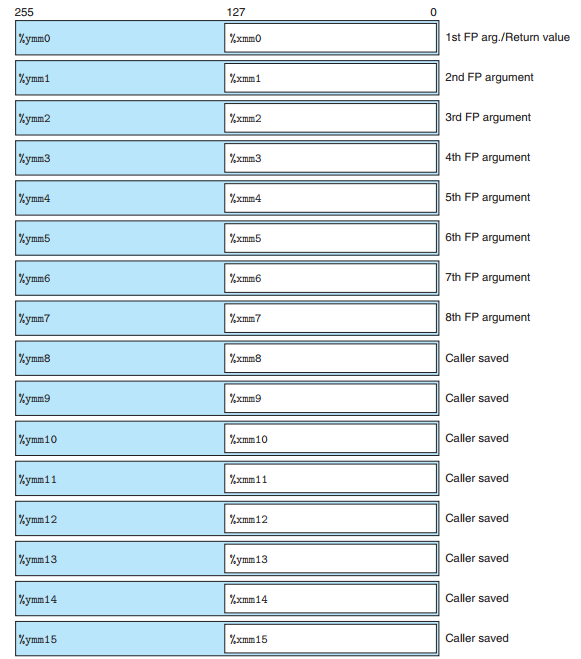 255 127 0
%ymm0 %xmm0 1st FP arg./Return value
%ymm1 %xmm1 2nd FP argument
%ymm2 %xmm2 3rd FP argument
%ymm3 %xmm3 4th FP argument
%ymm4 %xmm4 5th FP argument
%ymm5 %xmm5 6th FP argument
%ymm6 %xmm6 7th FP argument
%ymm7 %xmm7 8th FP argument
%ymm8 %xmm8 Caller saved
%ymm9 %xmm9 Caller saved
%ymm10 %xmm10 Caller saved
%ymm11 %xmm11 Caller saved
%ymm12 %xmm12 Caller saved
%ymm13 %ymm13 Caller saved
%ymm14 %xmm14 Caller saved
%ymm15 %xmm15 Caller saved